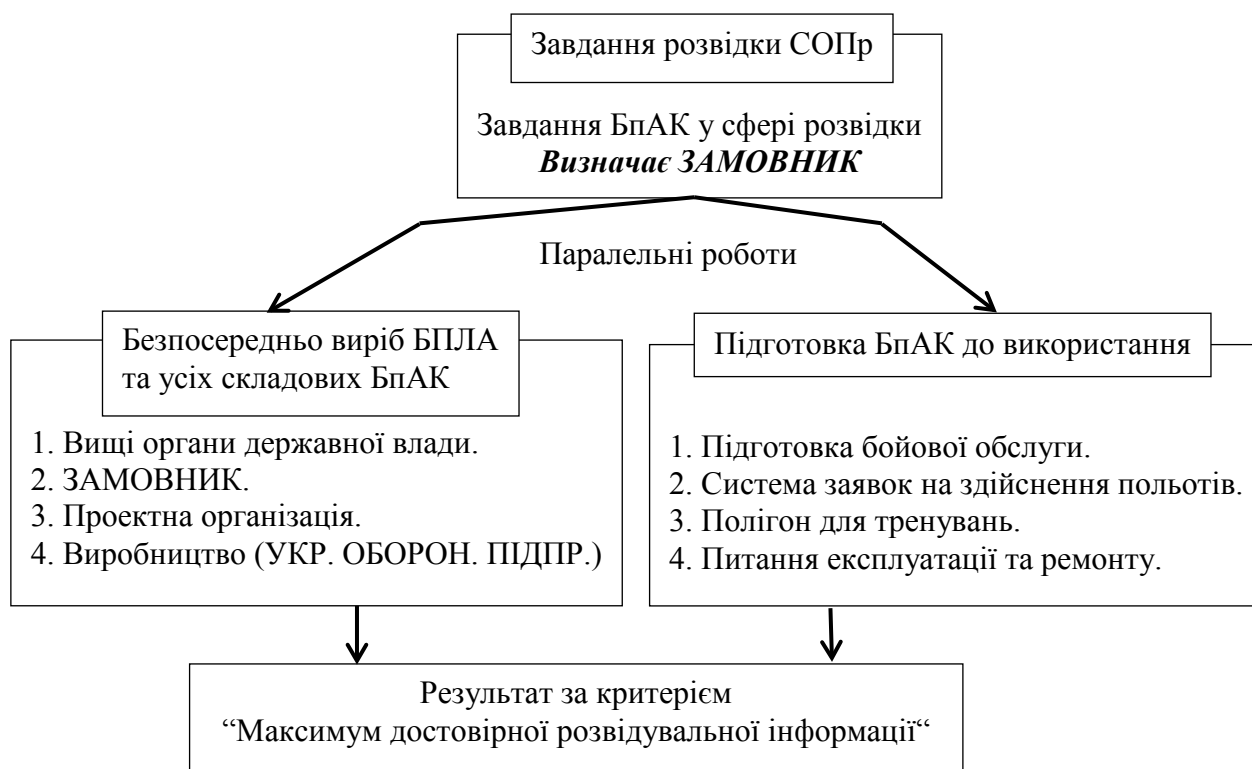 Завдання розвідки СОПр
Завдання БпАК у сфері розвідки
Визначає ЗАМОВНИК
Паралельні роботи
Безпосередньо виріб БПЛА
та усіх складових БпАК
1. Вищі органи державної влади.
2. ЗАМОВНИК.
3. Проектна організація.
4. Виробництво (УКР. ОБОРОН. ПІДПР.)
Підготовка БпАК до використання
1. Підготовка бойової обслуги.
2. Система заявок на здійснення польотів.
3. Полігон для тренувань.
4. Питання експлуатації та ремонту.
Результат за критерієм
“Максимум достовірної розвідувальної інформації“